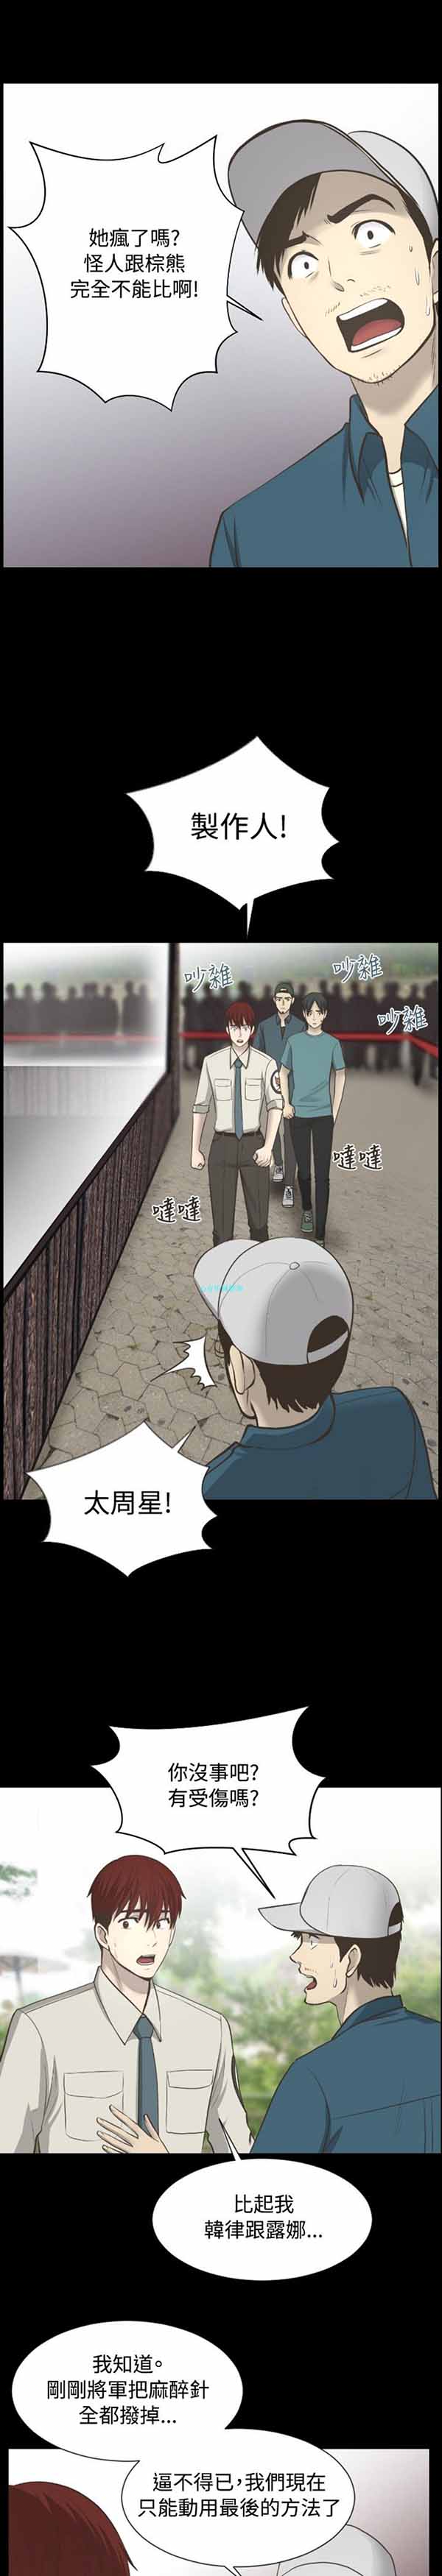 她瘋了嗎?
怪人跟棕熊
完全不能比啊!
製作人!
吵雜
吵雜
吵雜
噠噠
噠噠
太周星!
你沒事吧?
有受傷嗎?
比起我
韓律跟露娜...
我知道。
剛剛將軍把麻醉針
全都撥掉...
逼不得已,我們現在
只能動用最後的方法了